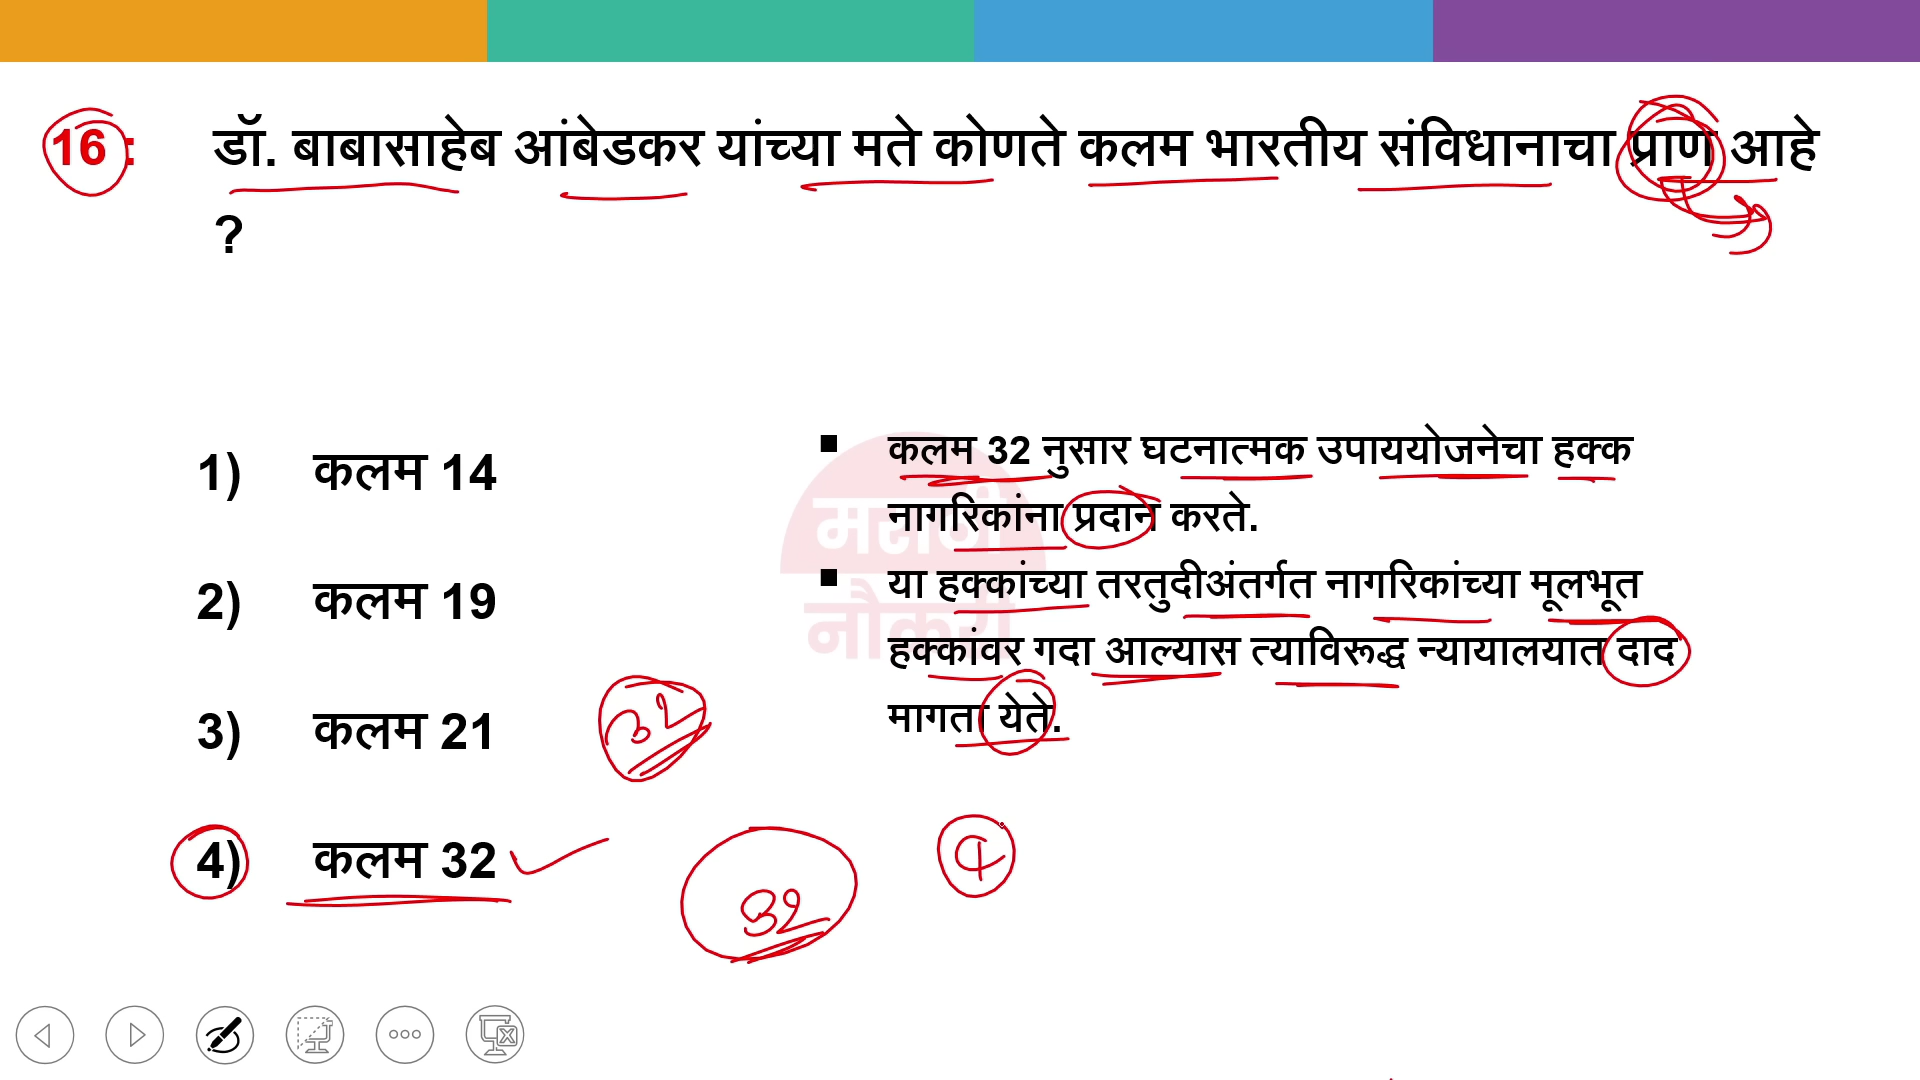 16 :
डॉ. बाबासाहेब आंबेडकर यांच्या मते कोणते कलम भारतीय संविधानाचा प्राण आहे
?
1) कलम 14
2) कलम 19
3) कलम 21
4) कलम 32
▪ कलम 32 नुसार घटनात्मक उपाययोजनेचा हक्क
नागरिकांना प्रदान करते.
▪ या हक्कांच्या तरतुदीअंतर्गत नागरिकांच्या मूलभूत
हक्कांवर गदा आल्यास त्याविरूद्ध न्यायालयात दाद
मागता येते.
मराठी
नौकरी
32
32
4